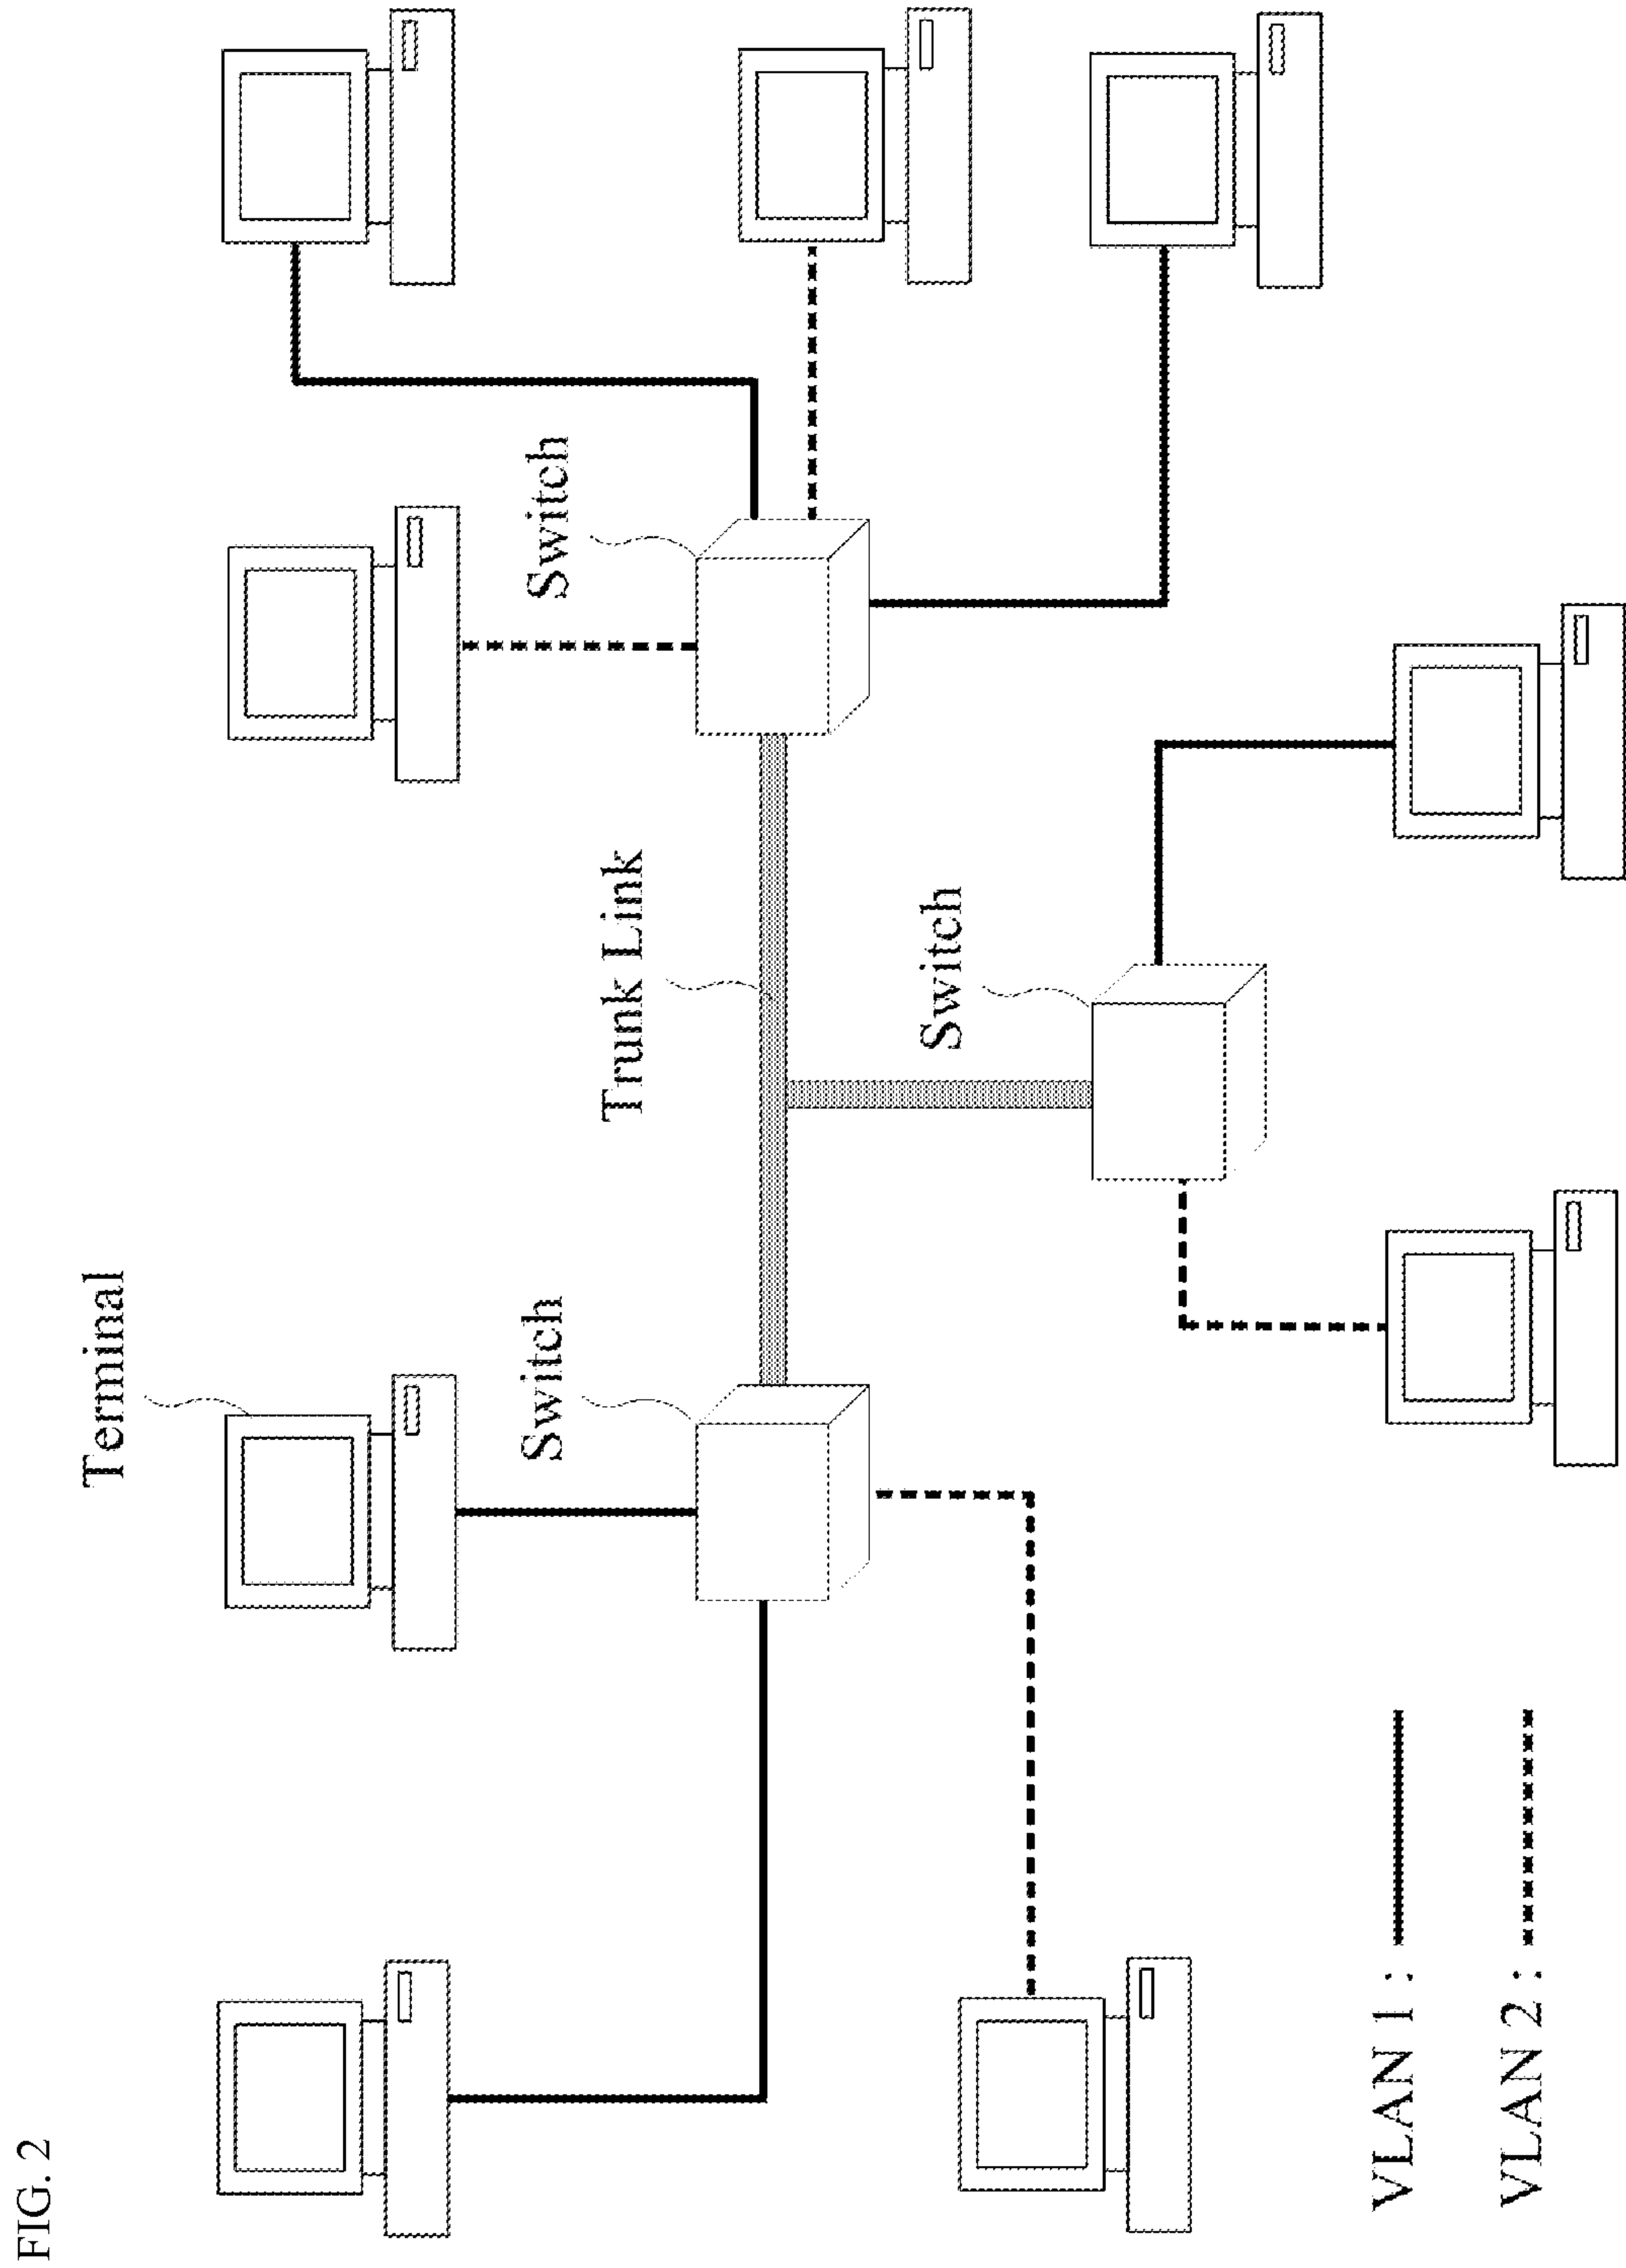 FIG. 2
Terminal
Switch
Trunk Link
Switch
Switch
VLAN 1 :
VLAN 2 :